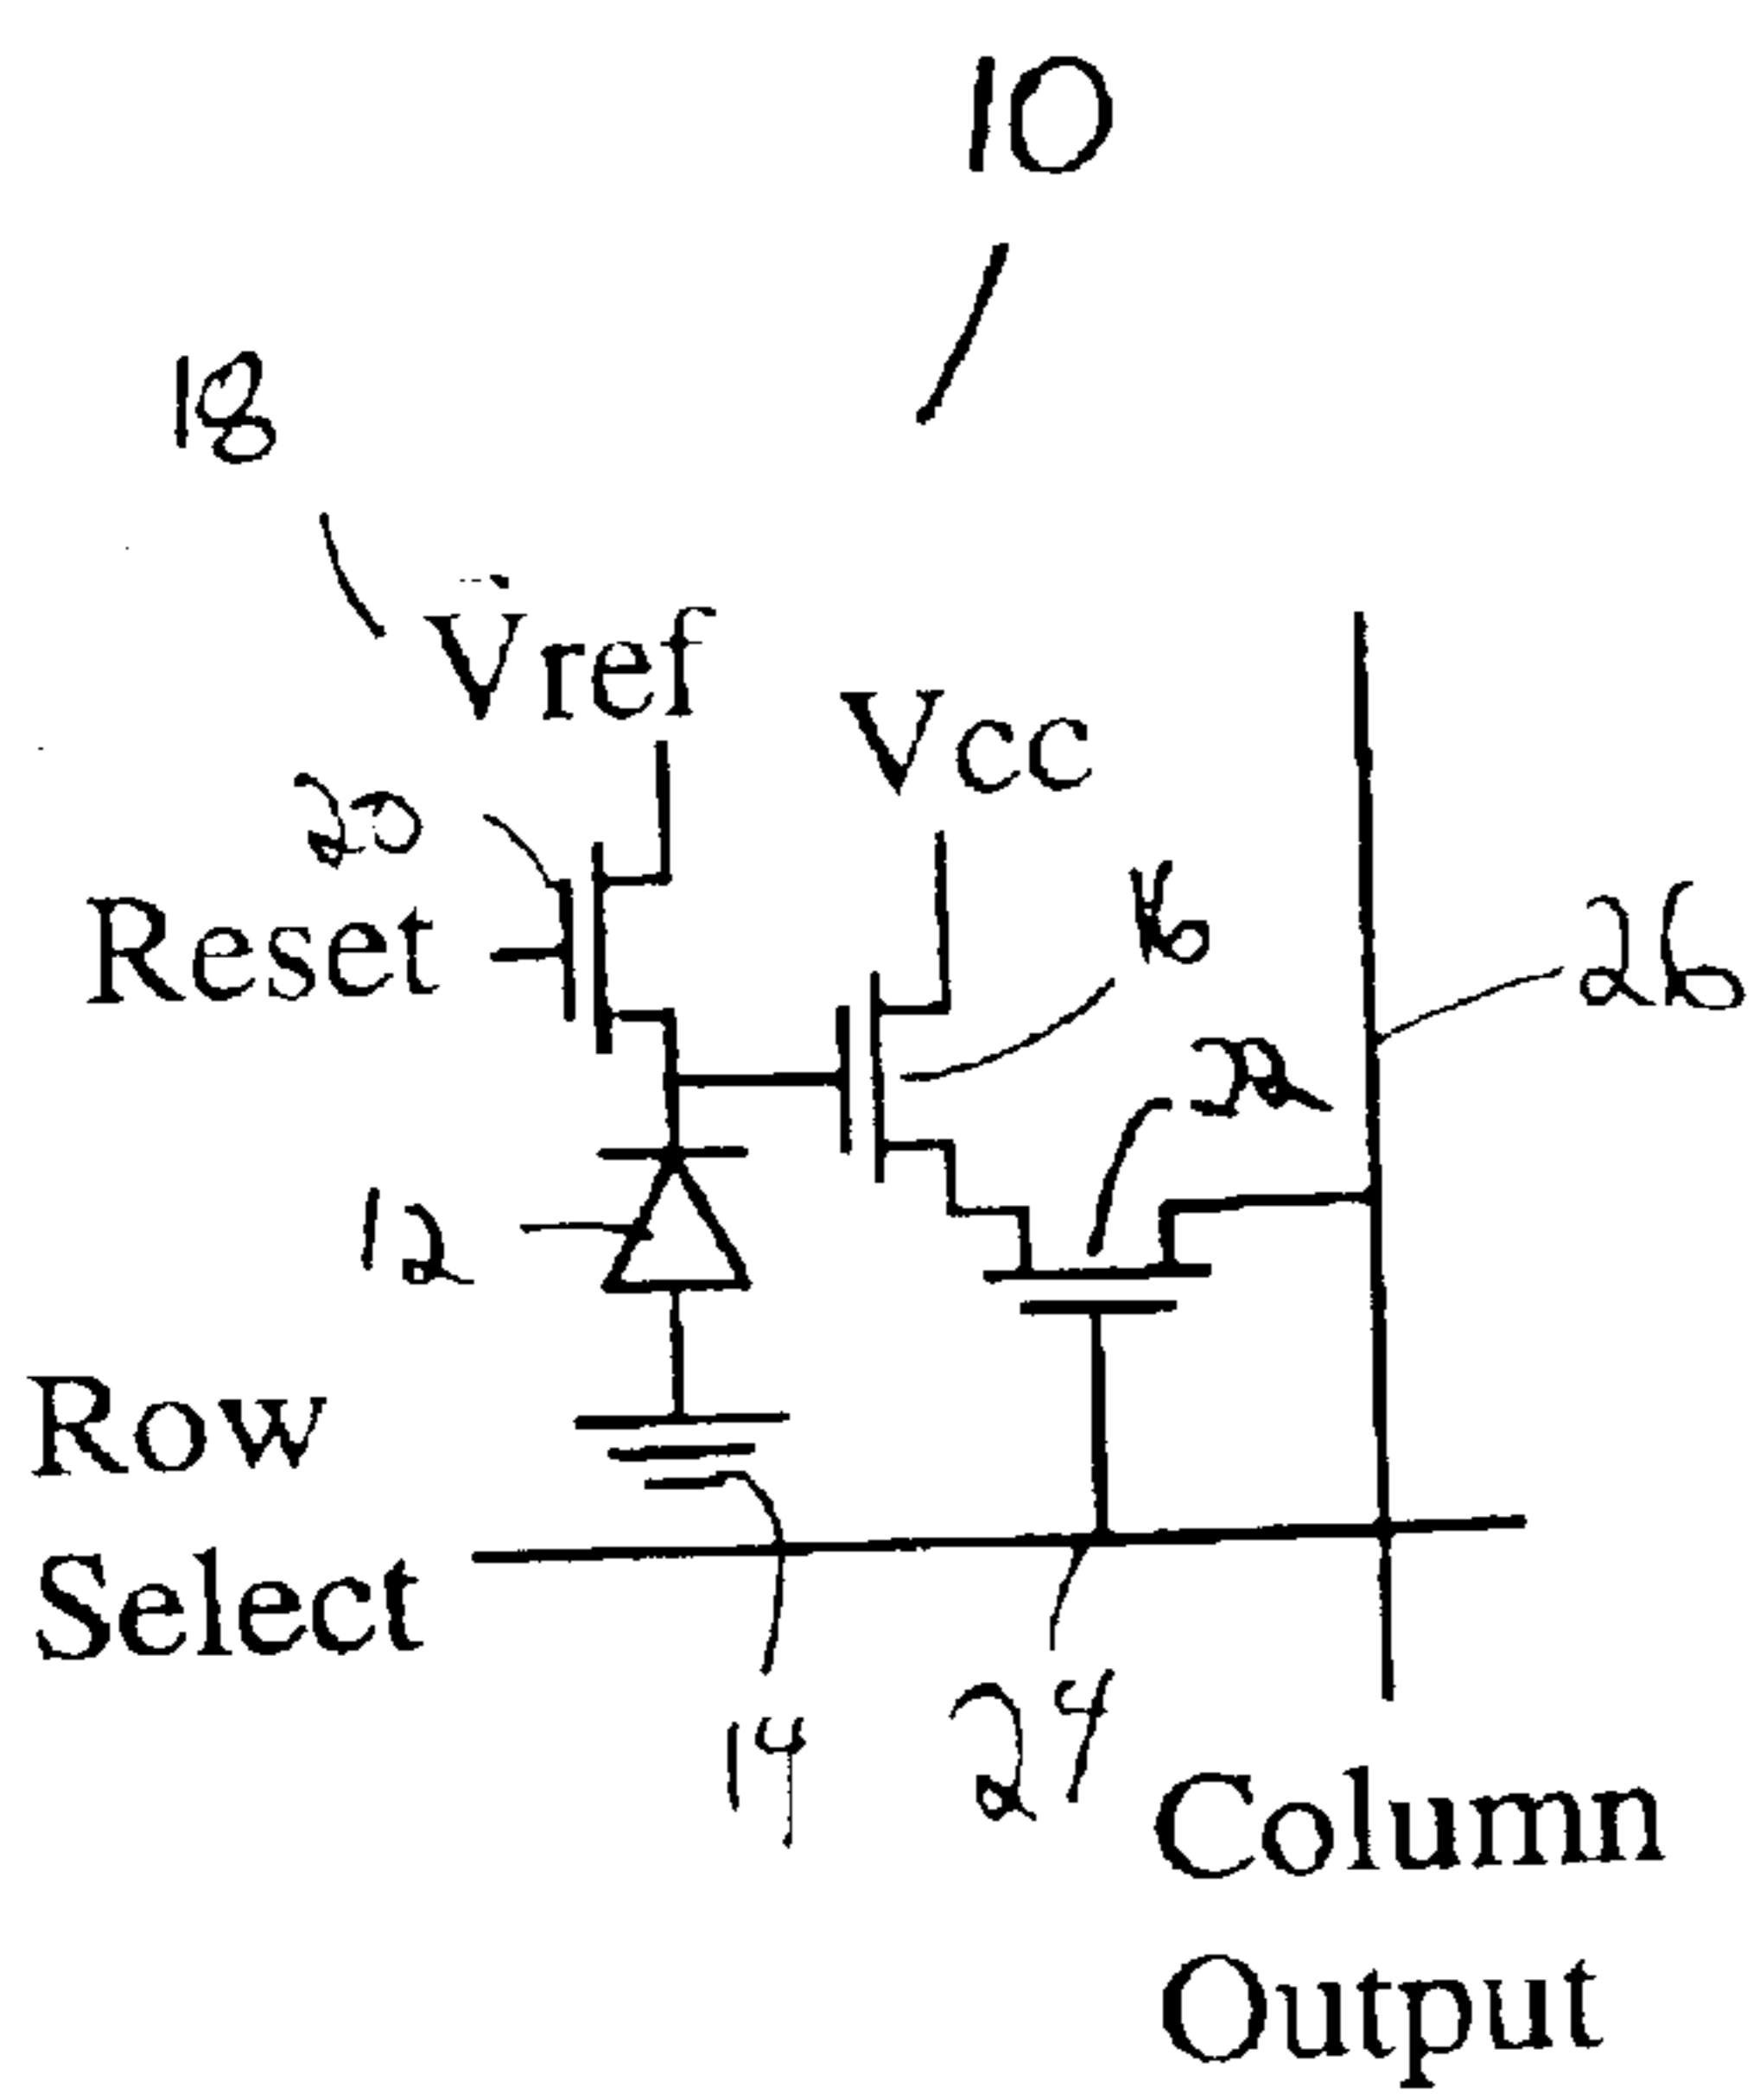 10
18
Vref
Vcc
20
Reset
16
26
22
12
Row
Select
14
24
Column
Output